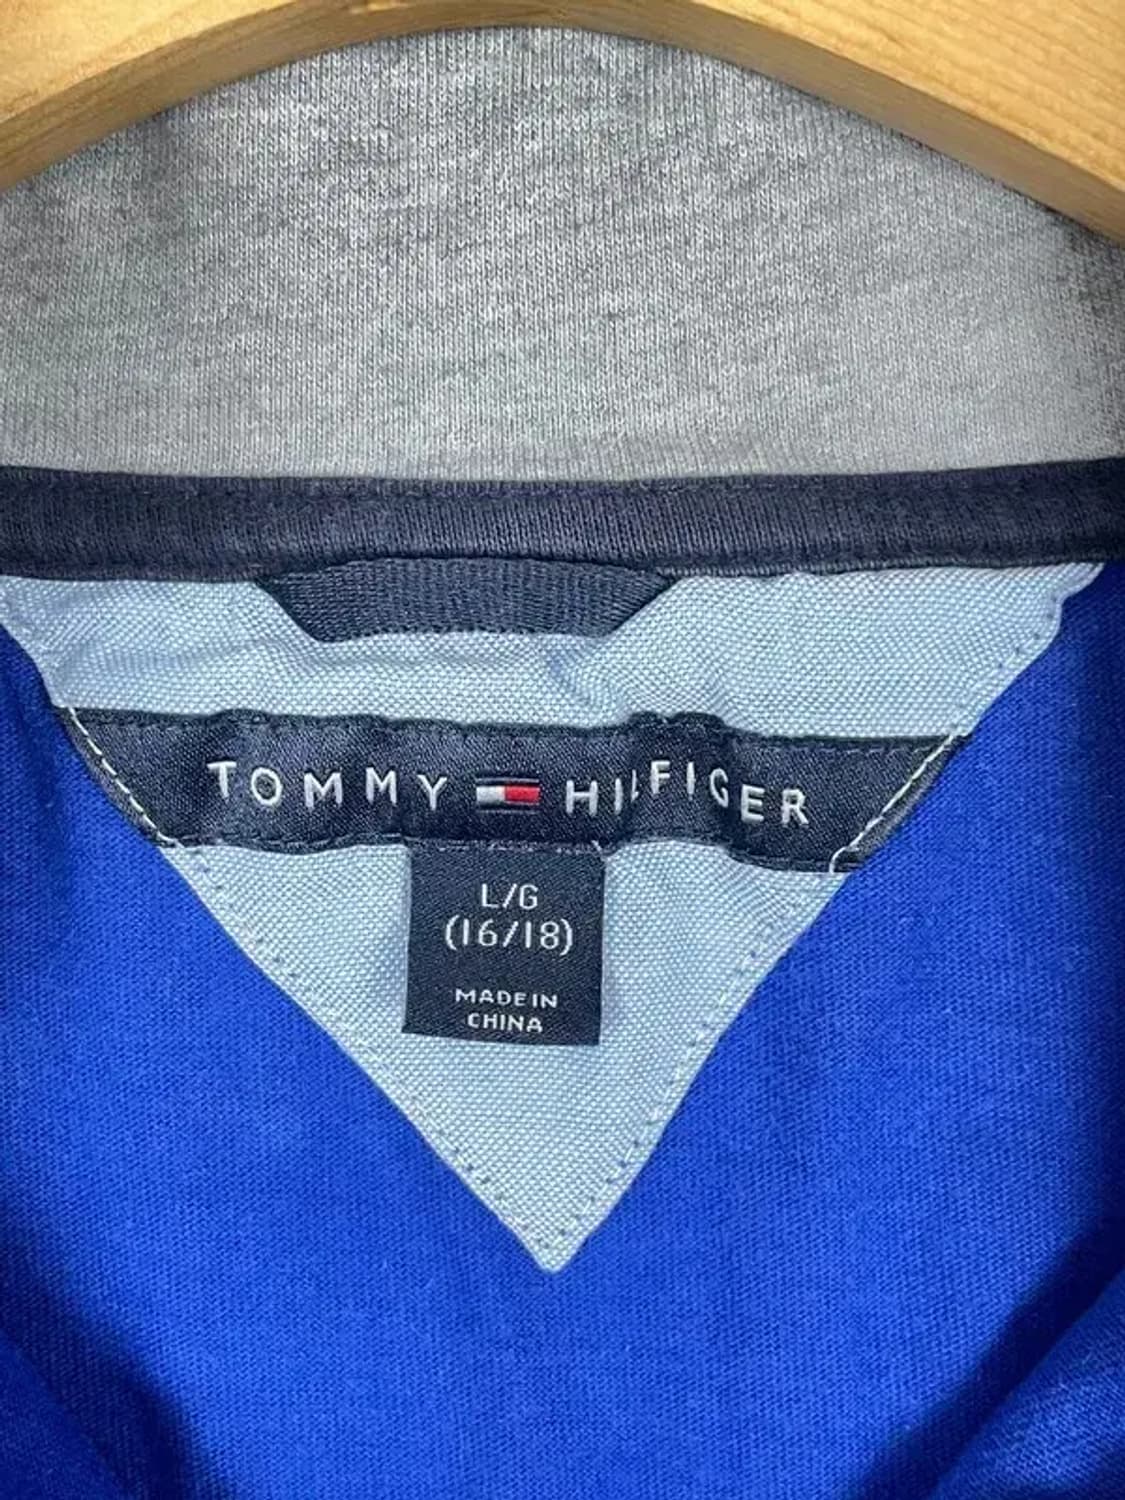 TOMMY HILFIGER
L/G
(16/18)
MADE IN
CHINA